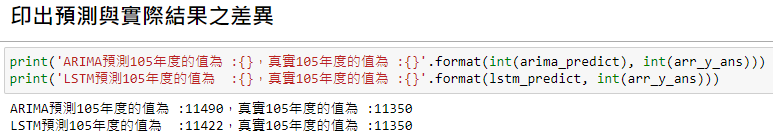 印出預測與實際結果之差異
print('ARIMA預測105年度的值為 :{}，真實105年度的值為 :{}'.format(int(arima_predict), int(arr_y_ans)))
print('LSTM預測105年度的值為  :{}，真實105年度的值為 :{}'.format(lstm_predict, int(arr_y_ans)))
ARIMA預測105年度的值為 :11490，真實105年度的值為 :11350
LSTM預測105年度的值為  :11422，真實105年度的值為 :11350